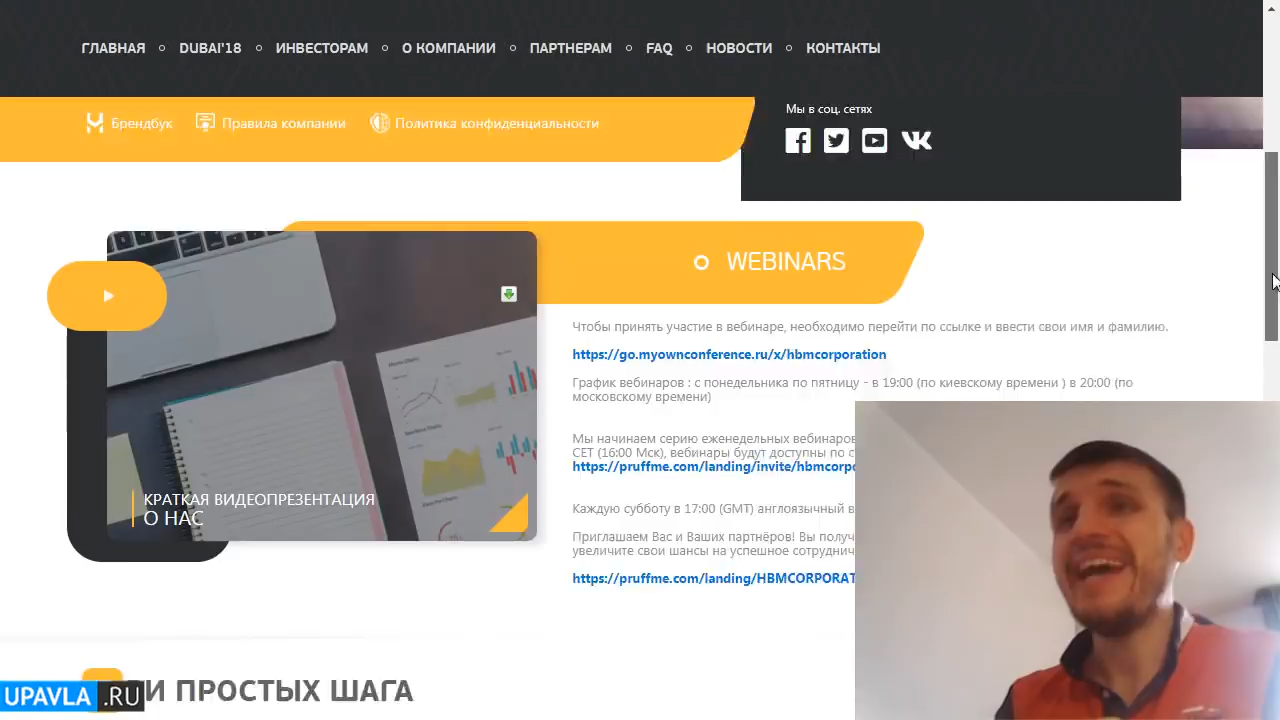 ГЛАВНАЯ DUBAI'18 ИНВЕСТОРАМ О КОМПАНИИ ПАРТНЕРАМ FAQ НОВОСТИ КОНТАКТЫ
Брендбук Правила компании Политика конфиденциальности
Мы в соц. сетях
WEBINARS
Чтобы принять участие в вебинаре, необходимо перейти по ссылке и ввести свои имя и фамилию.
https://go.myownconference.ru/x/hbmcorporation
График вебинаров : с понедельника по пятницу - в 19:00 (по киевскому времени ) в 20:00 (по
московскому времени)
Мы начинаем серию еженедельных вебинаров
CET (16:00 Мск), вебинары будут доступны по с
https://pruffme.com/landing/invite/hbmcorpo
Каждую субботу в 17:00 (GMT) англоязычный в
Приглашаем Вас и Ваших партнёров! Вы получ
увеличите свои шансы на успешное сотруднич
https://pruffme.com/landing/HBMCORPORAT
КРАТКАЯ ВИДЕОПРЕЗЕНТАЦИЯ
О НАС
И ПРОСТЫХ ШАГА
UPAVLA.RU